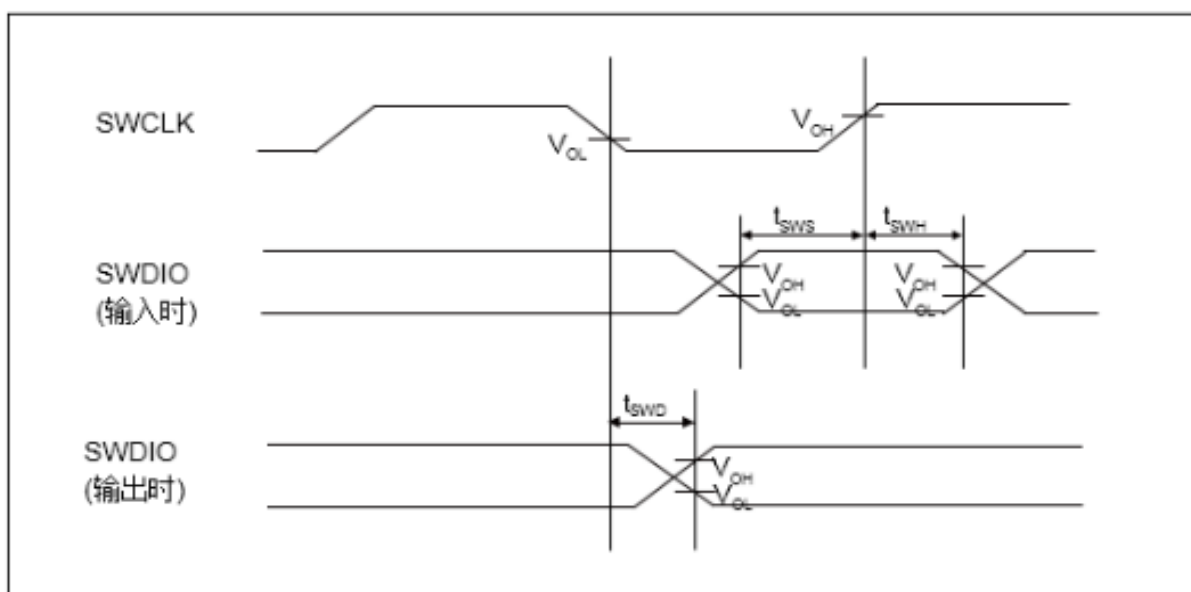 SWCLK
VOL
VOH
tSWS
tSWH
SWDIO
(输入时)
VOH
VOL
VOH
VOL
tSWD
SWDIO
(输出时)
VOH
VOL